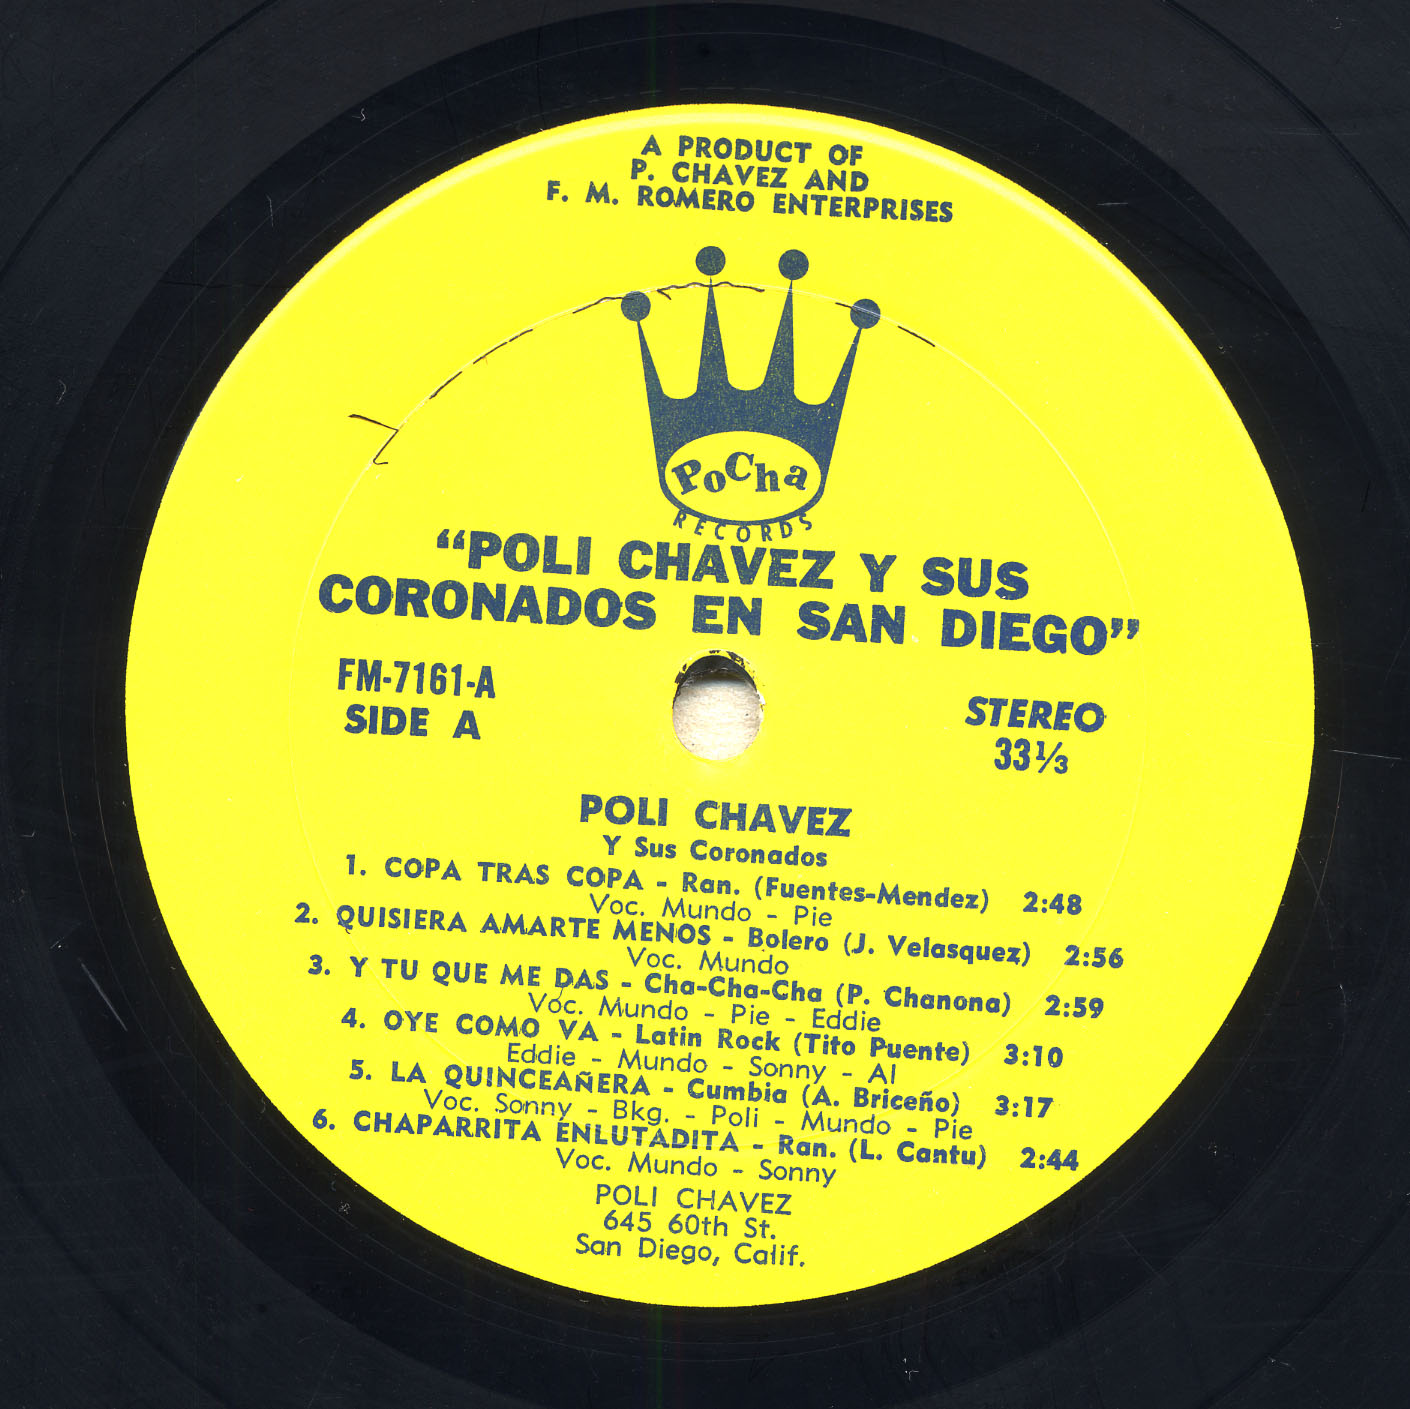 A PRODUCT OF
P. CHAVEZ AND
F. M. ROMERO ENTERPRISES
PoCha
RECORDS
“POLI CHAVEZ Y SUS
CORONADOS EN SAN DIEGO”
FM-7161-A
SIDE A
STEREO
33⅓
POLI CHAVEZ
Y Sus Coronados
1. COPA TRAS COPA - Ran. (Fuentes-Mendez) 2:48
Voc. Mundo - Pie
2. QUISIERA AMARTE MENOS - Bolero (J. Velasquez) 2:56
Voc. Mundo
3. Y TU QUE ME DAS - Cha-Cha-Cha (P. Chanona) 2:59
Voc. Mundo - Pie - Eddie
4. OYE COMO VA - Latin Rock (Tito Puente) 3:10
Eddie - Mundo - Sonny - Al
5. LA QUINCEAÑERA - Cumbia (A. Briceño) 3:17
Voc. Sonny - Bkg. - Poli - Mundo - Pie
6. CHAPARRITA ENLUTADITA - Ran. (L. Cantu) 2:44
Voc. Mundo - Sonny
POLI CHAVEZ
645 60th St.
San Diego, Calif.